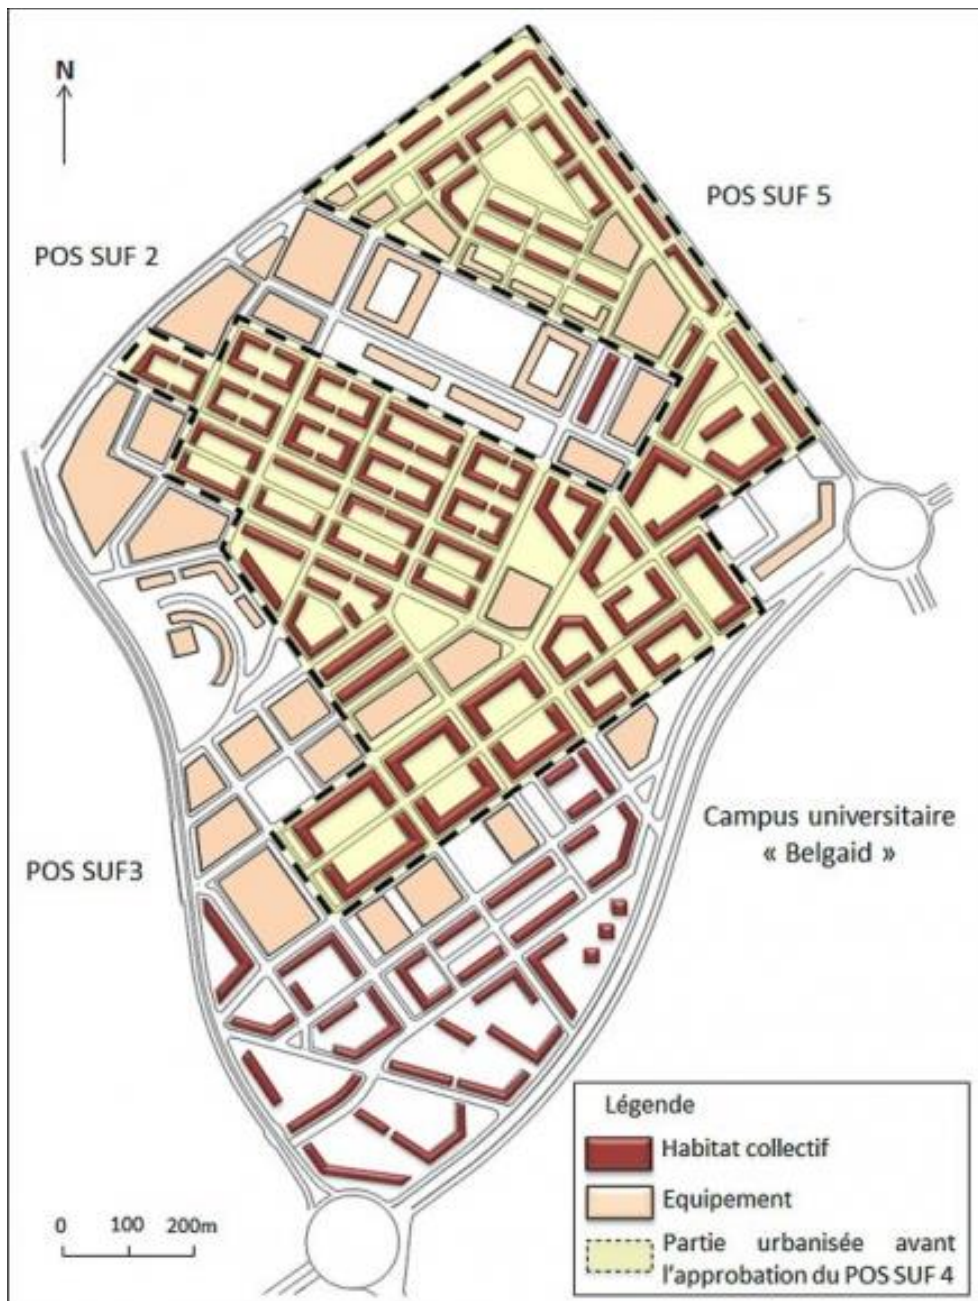 N
POS SUF 5
POS SUF 2
Campus universitaire
« Belgaid »
POS SUF3
Légende
Habitat collectif
Equipement
Partie urbanisée avant
l'approbation du POS SUF 4
0 100 200m